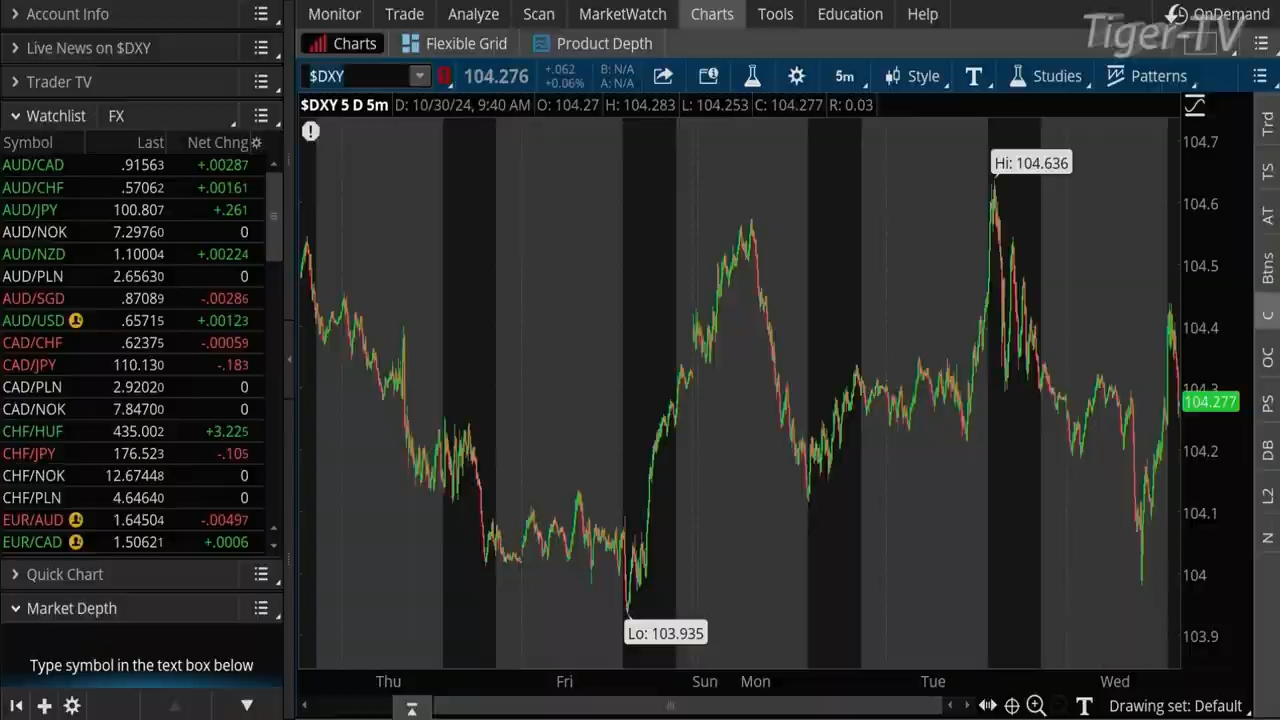 Account Info
Monitor Trade Analyze Scan MarketWatch Charts Tools Education Help OnDemand
Tiger-TV
Live News on $DXY
Charts Flexible Grid Product Depth
Trader TV
$DXY 104.276 +.062 +0.06% B: N/A A: N/A 5m Style T Studies Patterns
Watchlist FX
$DXY 5 D 5m D: 10/30/24, 9:40 AM O: 104.27 H: 104.283 L: 104.253 C: 104.277 R: 0.03
Symbol Last Net Chng
AUD/CAD .91563 +.00287
AUD/CHF .57062 +.00161
AUD/JPY 100.807 +.261
AUD/NOK 7.29760 0
AUD/NZD 1.10004 +.00224
AUD/PLN 2.65630 0
AUD/SGD .87089 -.00286
AUD/USD .65715 +.00123
CAD/CHF .62375 -.00059
CAD/JPY 110.130 -.183
CAD/PLN 2.92020 0
CAD/NOK 7.84700 0
CHF/HUF 435.002 +3.225
CHF/JPY 176.523 -.105
CHF/NOK 12.67448 0
CHF/PLN 4.64640 0
EUR/AUD 1.64504 -.00497
EUR/CAD 1.50621 +.0006
Quick Chart
Market Depth
Type symbol in the text box below
Hi: 104.636
Lo: 103.935
104.7
104.6
104.5
104.4
104.3
104.277
104.2
104.1
104
103.9
Thu Fri Sun Mon Tue Wed
T Drawing set: Default
Trd
TS
AT
Btns
C
OC
PS
DB
L2
N